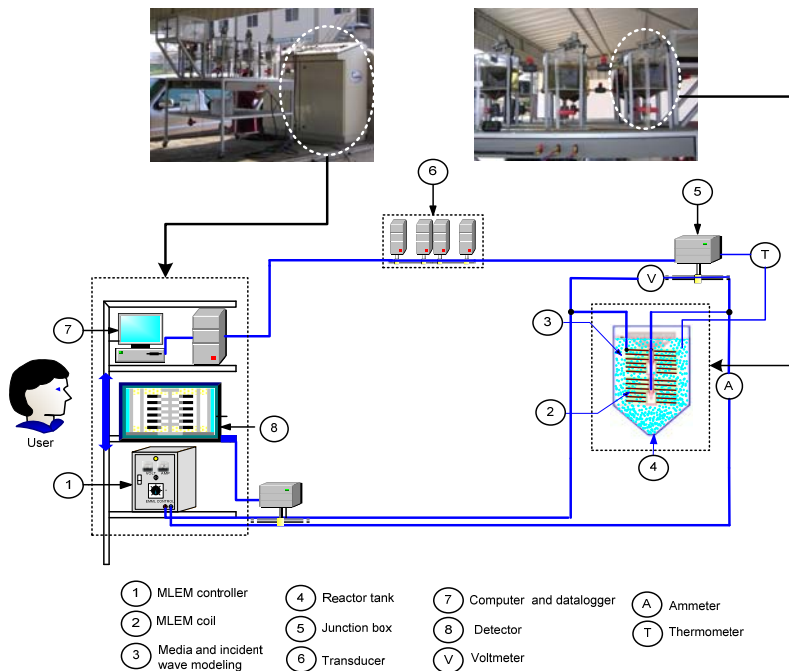 6
5
T
V
7
3
A
User
8
2
1
VOLT AMP
4
1 MLEM controller
2 MLEM coil
3 Media and incident
wave modeling
4 Reactor tank
5 Junction box
6 Transducer
7 Computer and datalogger
8 Detector
V Voltmeter
A Ammeter
T Thermometer